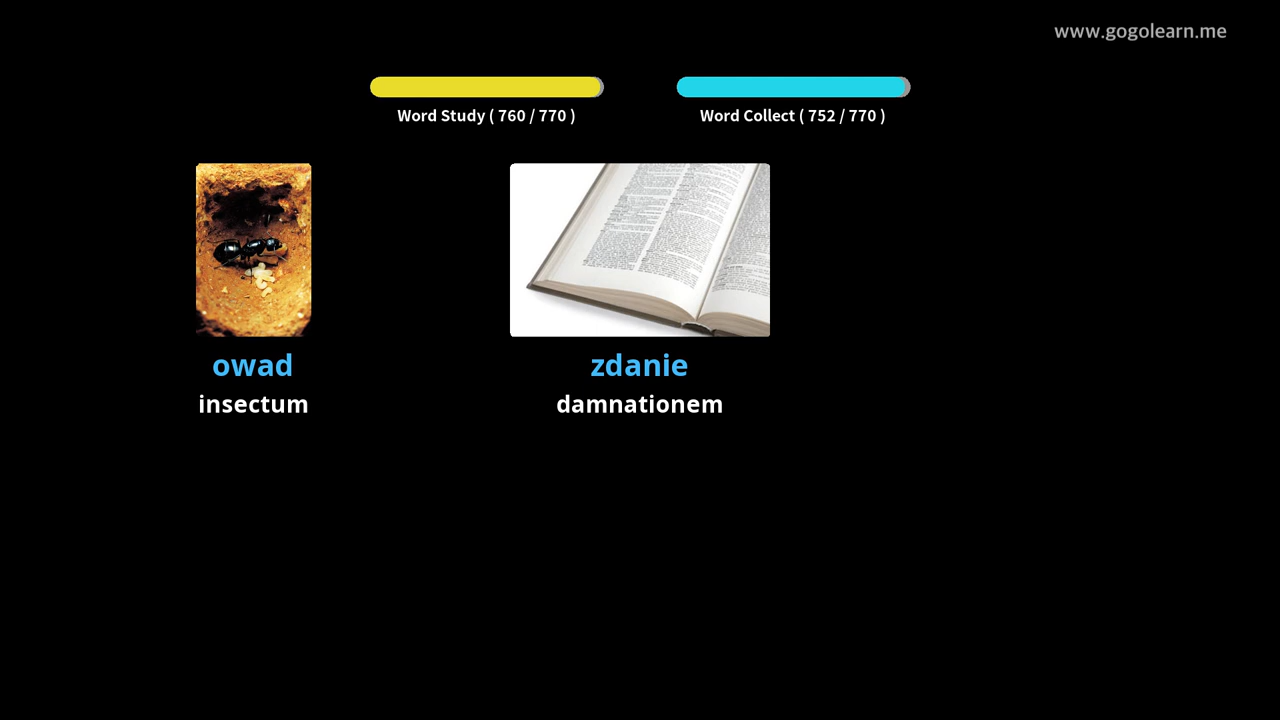 www.gogolearn.me
Word Study ( 760 / 770 )
Word Collect ( 752 / 770 )
owad
zdanie
insectum
damnationem